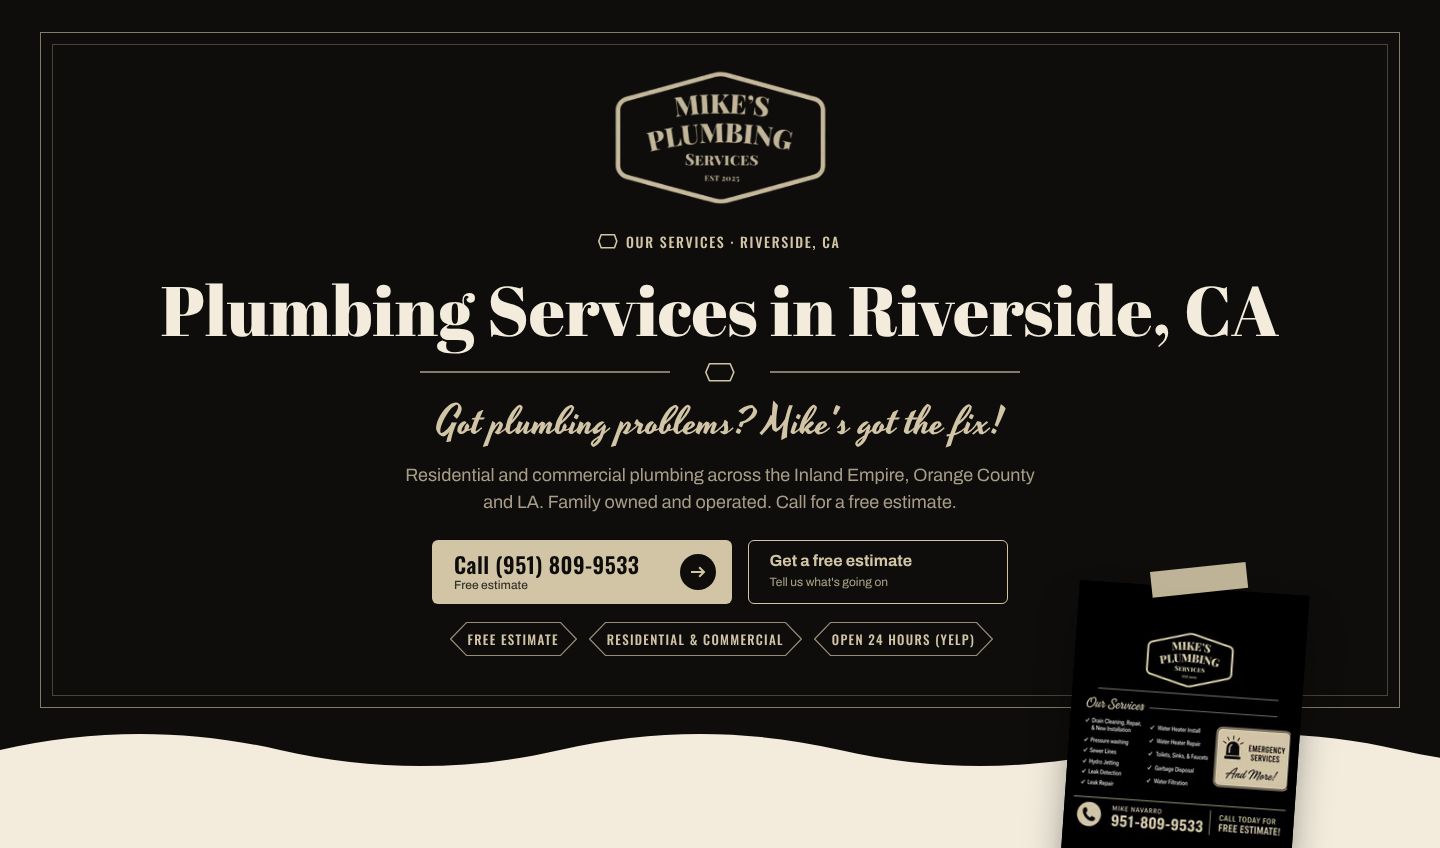 MIKE'S
PLUMBING
SERVICES
EST 2025
OUR SERVICES · RIVERSIDE, CA
Plumbing Services in Riverside, CA
Got plumbing problems? Mike's got the fix!
Residential and commercial plumbing across the Inland Empire, Orange County
and LA. Family owned and operated. Call for a free estimate.
Call (951) 809-9533
Free estimate
Get a free estimate
Tell us what's going on
FREE ESTIMATE
RESIDENTIAL & COMMERCIAL
OPEN 24 HOURS (YELP)
MIKE'S
PLUMBING
SERVICES
Our Services
Drain Cleaning, Repair,
& New Installation
Pressure washing
Sewer Lines
Hydro Jetting
Leak Detection
Leak Repair
Water Heater Install
Water Heater Repair
Toilets, Sinks, & Faucets
Garbage Disposal
Water Filtration
EMERGENCY
SERVICES
And More!
MIKE NAVARRO
951-809-9533
CALL TODAY FOR
FREE ESTIMATE!